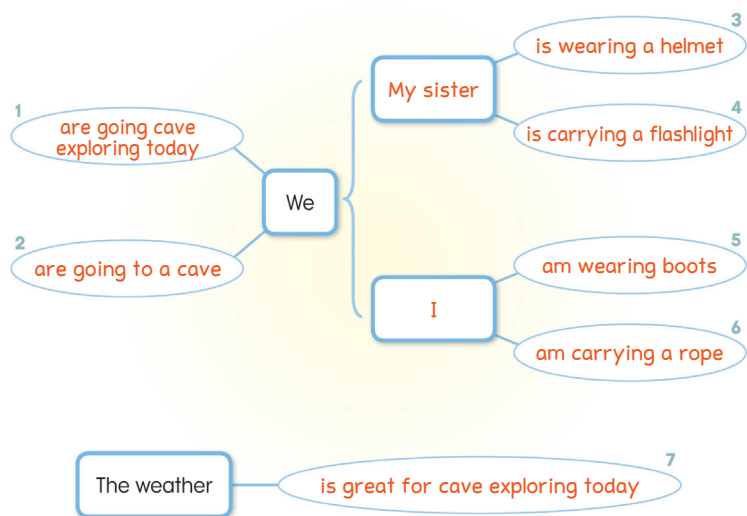 1
are going cave
exploring today
2
are going to a cave
We
My sister
3
is wearing a helmet
4
is carrying a flashlight
I
5
am wearing boots
6
am carrying a rope
The weather
7
is great for cave exploring today